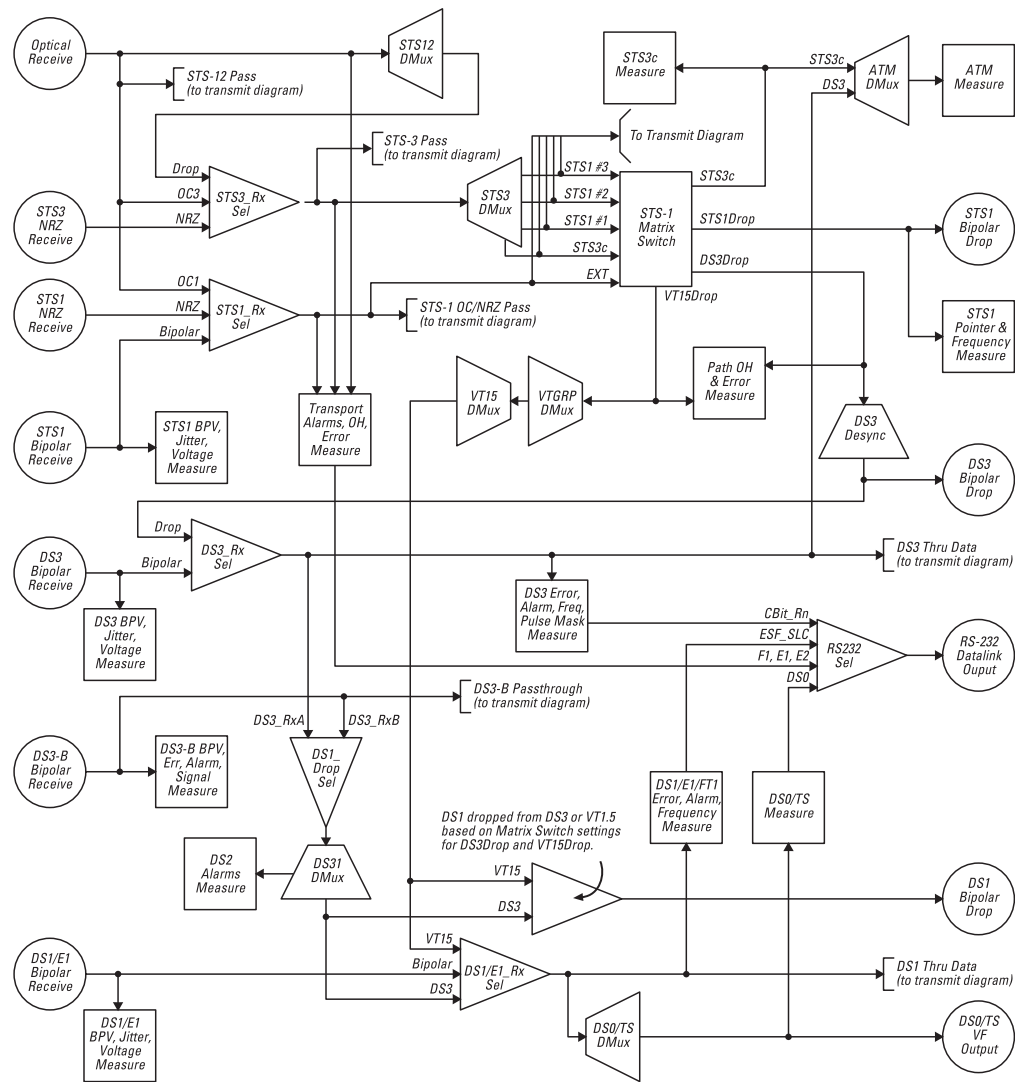 Optical
Receive
STS12
DMux
STS-12 Pass
(to transmit diagram)
STS3c
Measure
STS3c
DS3
ATM
DMux
ATM
Measure
STS-3 Pass
(to transmit diagram)
To Transmit Diagram
Drop
OC3
NRZ
STS3_Rx
Sel
STS3
NRZ
Receive
STS3
DMux
STS1 #3
STS1 #2
STS1 #1
STS3c
EXT
STS-1
Matrix
Switch
STS3c
STS1Drop
DS3Drop
VT15Drop
STS1
Bipolar
Drop
STS1
NRZ
Receive
OC1
NRZ
Bipolar
STS1_Rx
Sel
STS-1 OC/NRZ Pass
(to transmit diagram)
STS1
Pointer &
Frequency
Measure
STS1
Bipolar
Receive
STS1 BPV,
Jitter,
Voltage
Measure
Transport
Alarms, OH,
Error
Measure
VT15
DMux
VTGRP
DMux
Path OH
& Error
Measure
DS3
Desync
DS3
Bipolar
Drop
Drop
Bipolar
DS3_Rx
Sel
DS3
Bipolar
Receive
DS3 BPV,
Jitter,
Voltage
Measure
DS3 Thru Data
(to transmit diagram)
DS3 Error,
Alarm, Freq,
Pulse Mask
Measure
CBit_Rn
ESF_SLC
F1, E1, E2
DS0
RS232
Sel
RS-232
Datalink
Ouput
DS3-B Passthrough
(to transmit diagram)
DS3_RxA
DS3_RxB
DS3-B
Bipolar
Receive
DS3-B BPV,
Err, Alarm,
Signal
Measure
DS1_
Drop
Sel
DS1/E1/FT1
Error, Alarm,
Frequency
Measure
DS0/TS
Measure
DS1 dropped from DS3 or VT1.5
based on Matrix Switch settings
for DS3Drop and VT15Drop.
DS2
Alarms
Measure
DS31
DMux
VT15
DS3
DS1
Bipolar
Drop
DS1/E1
Bipolar
Receive
VT15
Bipolar
DS3
DS1/E1_Rx
Sel
DS1 Thru Data
(to transmit diagram)
DS1/E1
BPV, Jitter,
Voltage
Measure
DS0/TS
DMux
DS0/TS
VF
Output